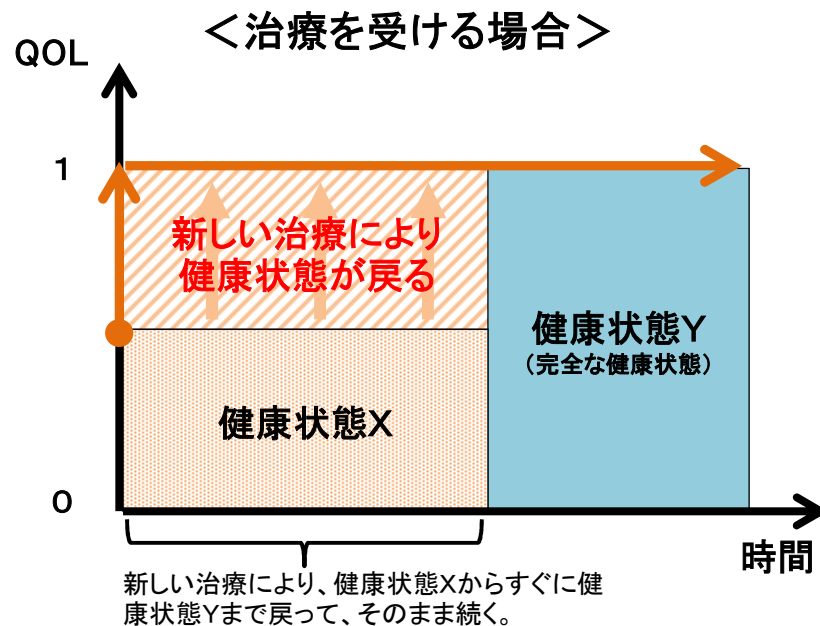 ＜治療を受ける場合＞
QOL
1
新しい治療により
健康状態が戻る
健康状態Y
（完全な健康状態）
健康状態X
0
時間
新しい治療により、健康状態Xからすぐに健
康状態Yまで戻って、そのまま続く。